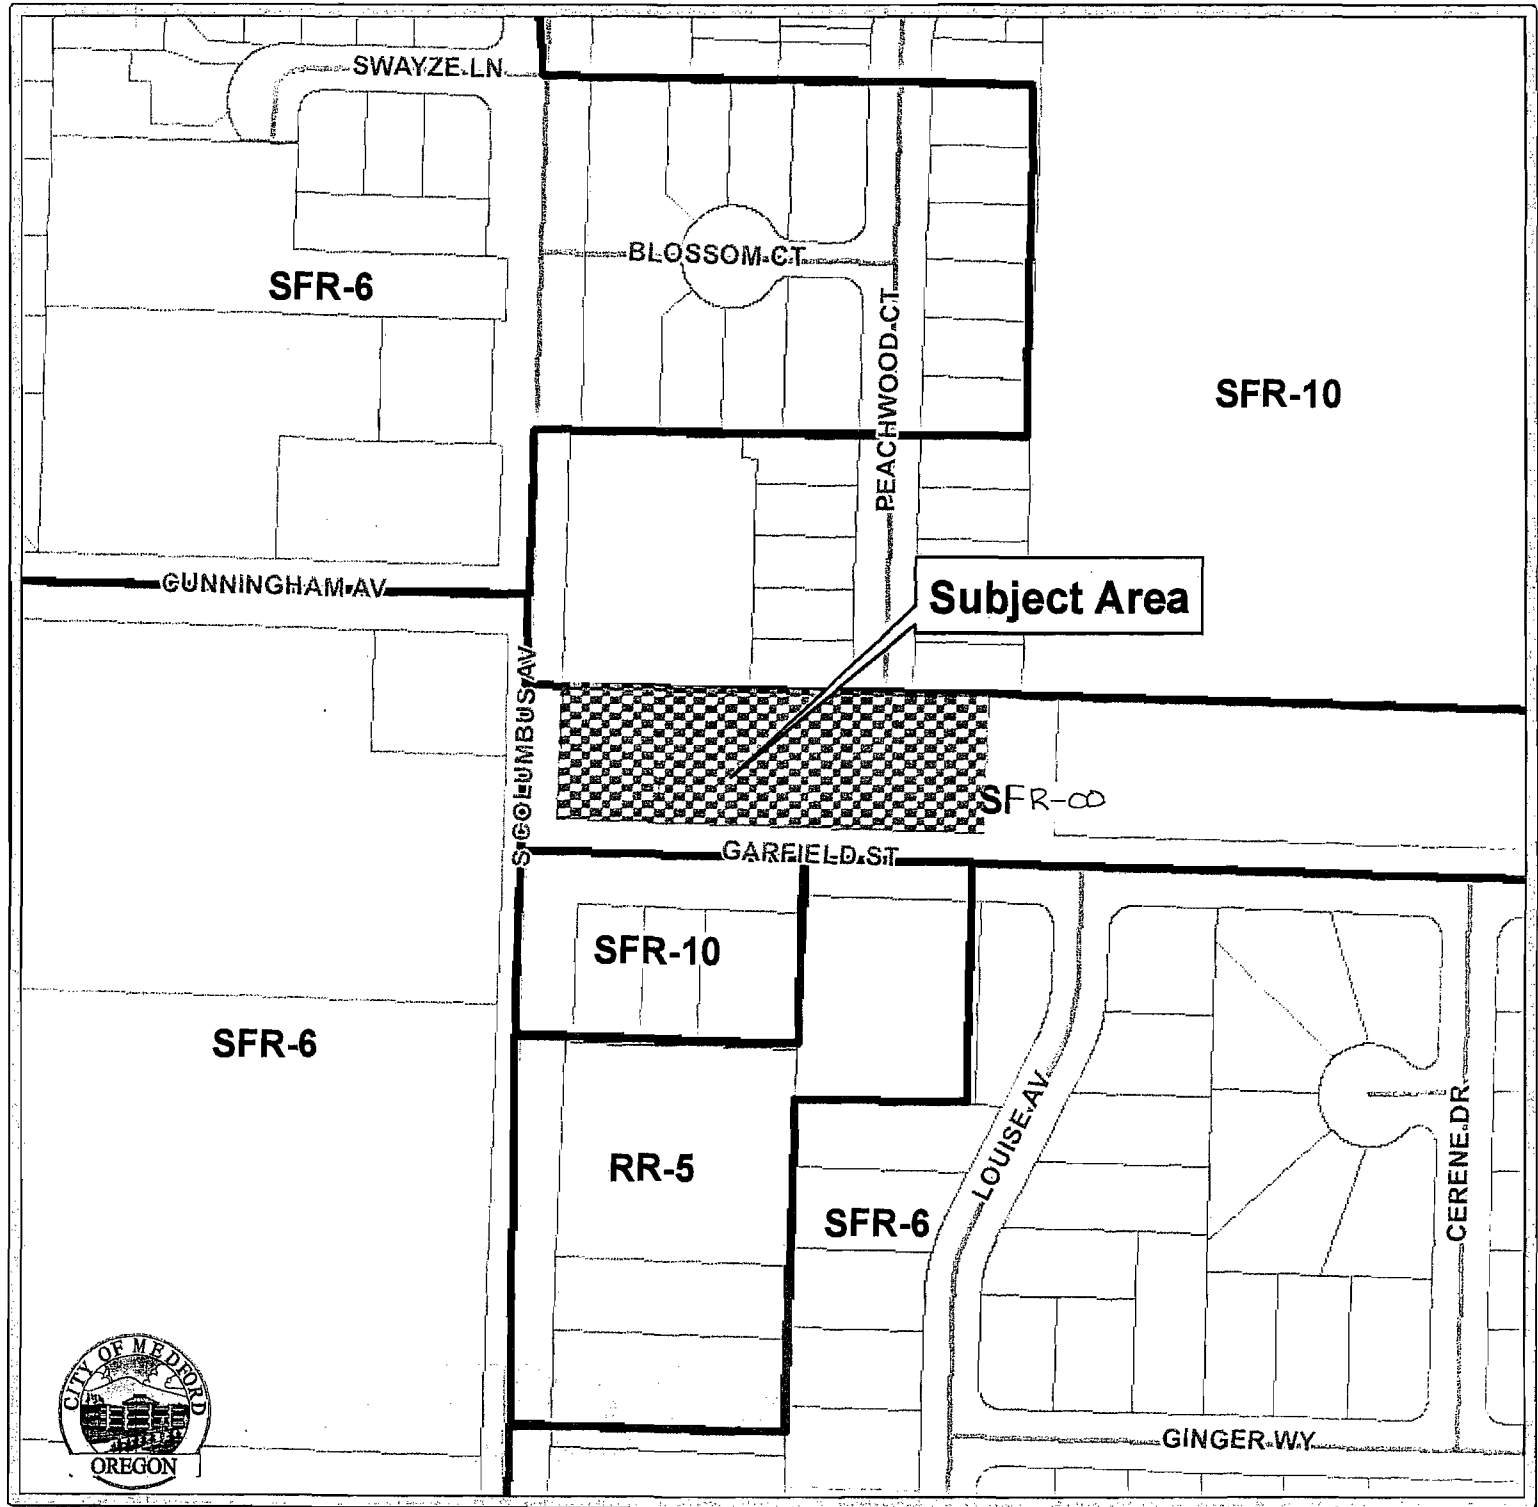 SWAYZE LN
BLOSSOM CT
SFR-6
PEACHWOOD CT
SFR-10
CUNNINGHAM AV
Subject Area
S COLUMBUS AV
SFR-00
GARFIELD ST
SFR-10
SFR-6
LOUISE AV
CERENE DR
RR-5
SFR-6
CITY OF MEDFORD
OREGON
GINGER WY